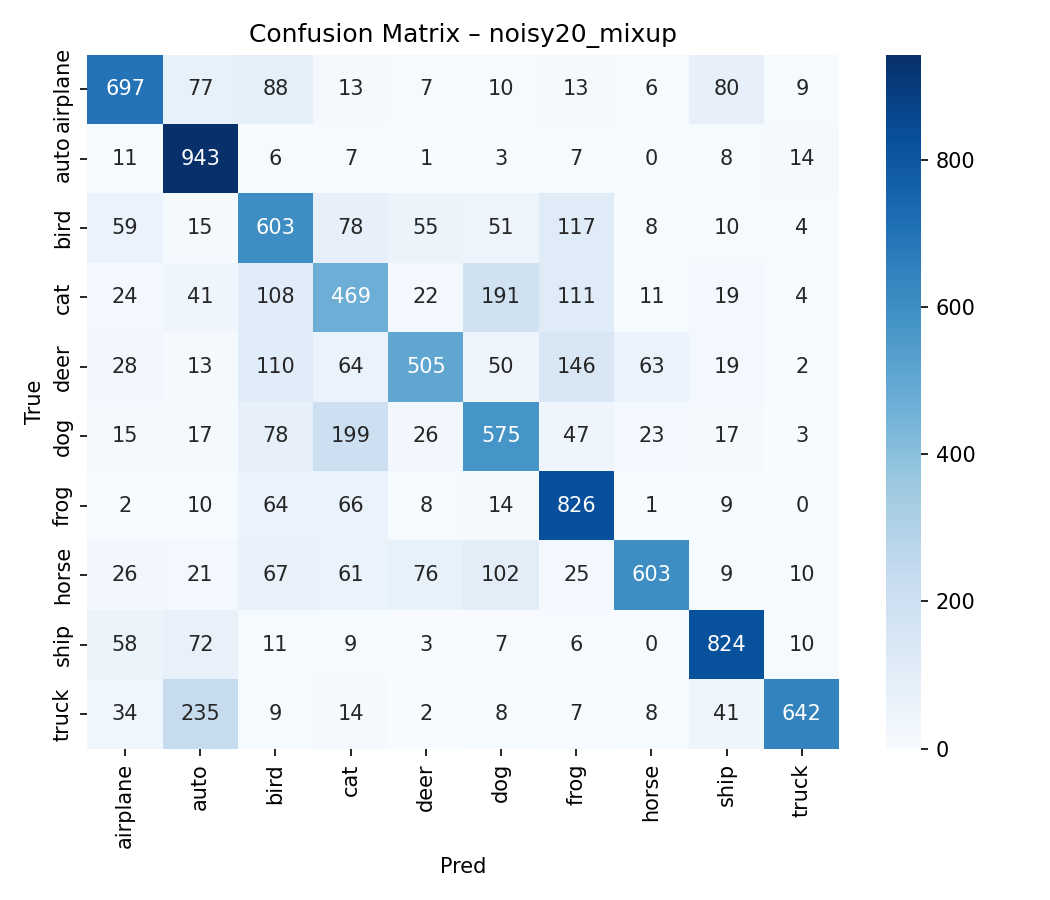 Confusion Matrix – noisy20_mixup
airplane 697 77 88 13 7 10 13 6 80 9
auto 11 943 6 7 1 3 7 0 8 14
bird 59 15 603 78 55 51 117 8 10 4
cat 24 41 108 469 22 191 111 11 19 4
deer 28 13 110 64 505 50 146 63 19 2
dog 15 17 78 199 26 575 47 23 17 3
frog 2 10 64 66 8 14 826 1 9 0
horse 26 21 67 61 76 102 25 603 9 10
ship 58 72 11 9 3 7 6 0 824 10
truck 34 235 9 14 2 8 7 8 41 642
True
airplane auto bird cat deer dog frog horse ship truck
Pred
800
600
400
200
0